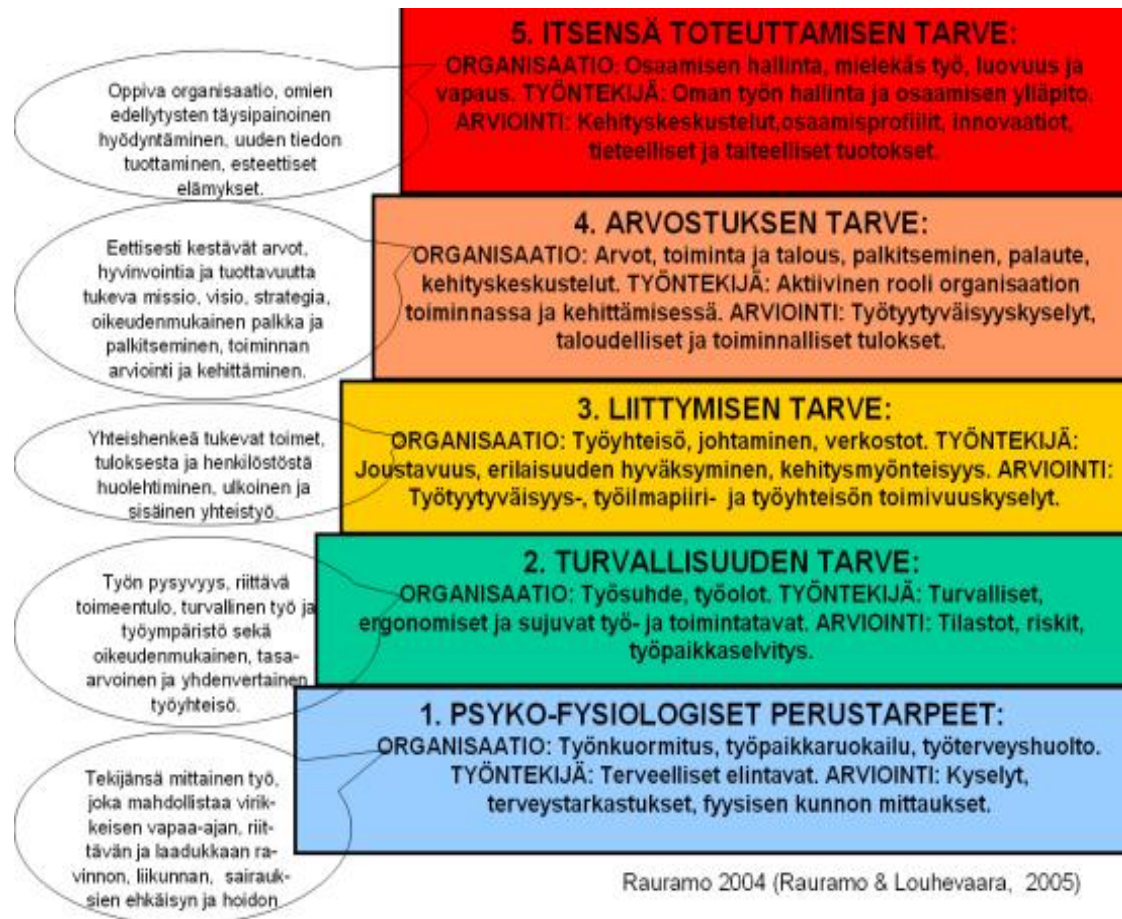 5. ITSENSÄ TOTEUTTAMISEN TARVE:
ORGANISAATIO: Osaamisen hallinta, mielekäs työ, luovuus ja
vapaus. TYÖNTEKIJÄ: Oman työn hallinta ja osaamisen ylläpito.
ARVIOINTI: Kehityskeskustelut,osaamisprofiilit, innovaatiot,
tieteelliset ja taiteelliset tuotokset.
Oppiva organisaatio, omien
edellytysten täysipainoinen
hyödyntäminen, uuden tiedon
tuottaminen, esteettiset
elämykset.
4. ARVOSTUKSEN TARVE:
ORGANISAATIO: Arvot, toiminta ja talous, palkitseminen, palaute,
kehityskeskustelut. TYÖNTEKIJÄ: Aktiivinen rooli organisaation
toiminnassa ja kehittämisessä. ARVIOINTI: Työtyytyväisyyskyselyt,
taloudelliset ja toiminnalliset tulokset.
Eettisesti kestävät arvot,
hyvinvointia ja tuottavuutta
tukeva missio, visio, strategia,
oikeudenmukainen palkka ja
palkitseminen, toiminnan
arviointi ja kehittäminen.
3. LIITTYMISEN TARVE:
ORGANISAATIO: Työyhteisö, johtaminen, verkostot. TYÖNTEKIJÄ:
Joustavuus, erilaisuuden hyväksyminen, kehitysmyönteisyys. ARVIOINTI:
Työtyytyväisyys-, työilmapiiri- ja työyhteisön toimivuuskyselyt.
Yhteishenkeä tukevat toimet,
tuloksesta ja henkilöstöstä
huolehtiminen, ulkoinen ja
sisäinen yhteistyö.
2. TURVALLISUUDEN TARVE:
ORGANISAATIO: Työsuhde, työolot. TYÖNTEKIJÄ: Turvalliset,
ergonomiset ja sujuvat työ- ja toimintatavat. ARVIOINTI: Tilastot, riskit,
työpaikkaselvitys.
Työn pysyvyys, riittävä
toimeentulo, turvallinen työ ja
työympäristö sekä
oikeudenmukainen, tasa-
arvoinen ja yhdenvertainen
työyhteisö.
1. PSYKO-FYSIOLOGISET PERUSTARPEET:
ORGANISAATIO: Työnkuormitus, työpaikkaruokailu, työterveyshuolto.
TYÖNTEKIJÄ: Terveelliset elintavat. ARVIOINTI: Kyselyt,
terveystarkastukset, fyysisen kunnon mittaukset.
Tekijänsä mittainen työ,
joka mahdollistaa virik-
keisen vapaa-ajan, riit-
tävän ja laadukkaan ra-
vinnon, liikunnan, sairauk-
sien ehkäisyn ja hoidon
Rauramo 2004 (Rauramo & Louhevaara, 2005)